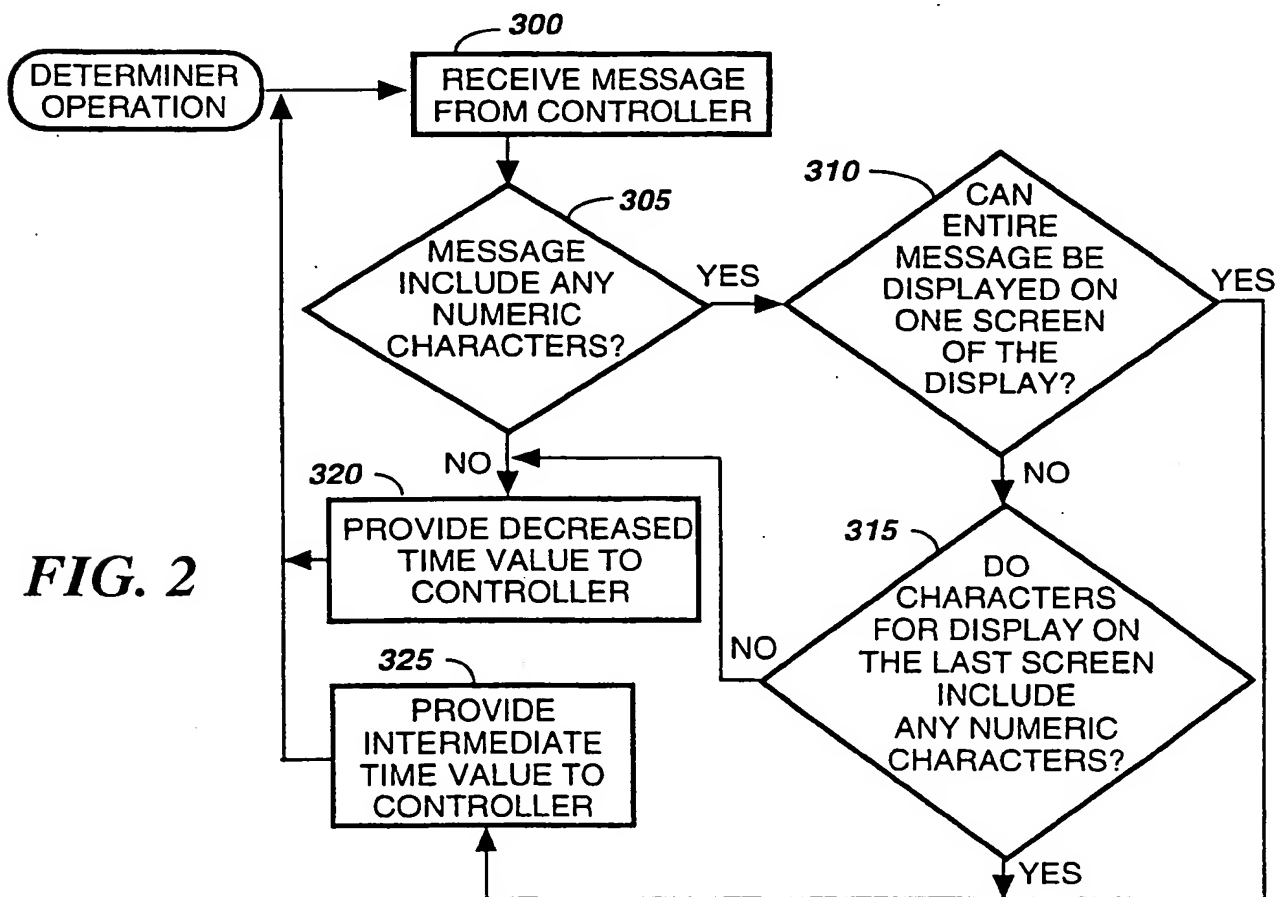 300
DETERMINER
OPERATION
RECEIVE MESSAGE
FROM CONTROLLER
305
MESSAGE
INCLUDE ANY
NUMERIC
CHARACTERS?
YES
310
CAN
ENTIRE
MESSAGE BE
DISPLAYED ON
ONE SCREEN
OF THE
DISPLAY?
YES
NO
NO
320
PROVIDE DECREASED
TIME VALUE TO
CONTROLLER
315
DO
CHARACTERS
FOR DISPLAY ON
THE LAST SCREEN
INCLUDE
ANY NUMERIC
CHARACTERS?
NO
YES
FIG. 2
325
PROVIDE
INTERMEDIATE
TIME VALUE TO
CONTROLLER